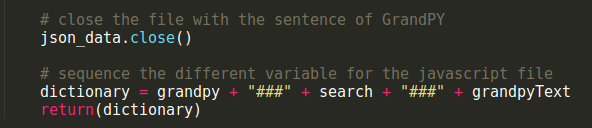 # close the file with the sentence of GrandPY
json_data.close()
# sequence the different variable for the javascript file
dictionary = grandpy + "###" + search + "###" + grandpyText
return(dictionary)